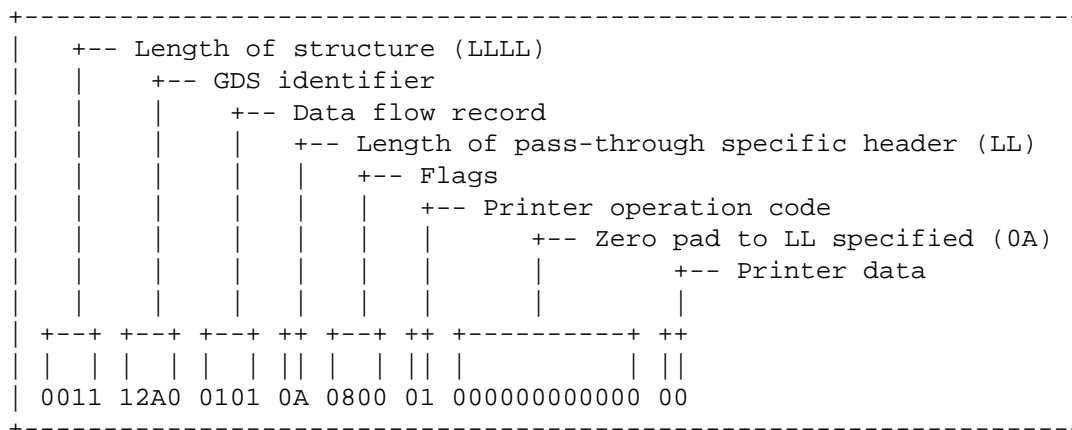 +-------------------------------------------------------------------
|   +-- Length of structure (LLLL)
|   |    +-- GDS identifier
|   |    |    +-- Data flow record
|   |    |    |   +-- Length of pass-through specific header (LL)
|   |    |    |   |   +-- Flags
|   |    |    |   |   |   +-- Printer operation code
|   |    |    |   |   |   |      +-- Zero pad to LL specified (0A)
|   |    |    |   |   |   |      |        +-- Printer data
|   |    |    |   |   |   |      |        |
| +--+ +--+ +--+ ++ +--+ ++ +----------+ ++
| |  | |  | |  | || |  | || |          | ||
| 0011 12A0 0101 0A 0800 01 000000000000 00
+-------------------------------------------------------------------